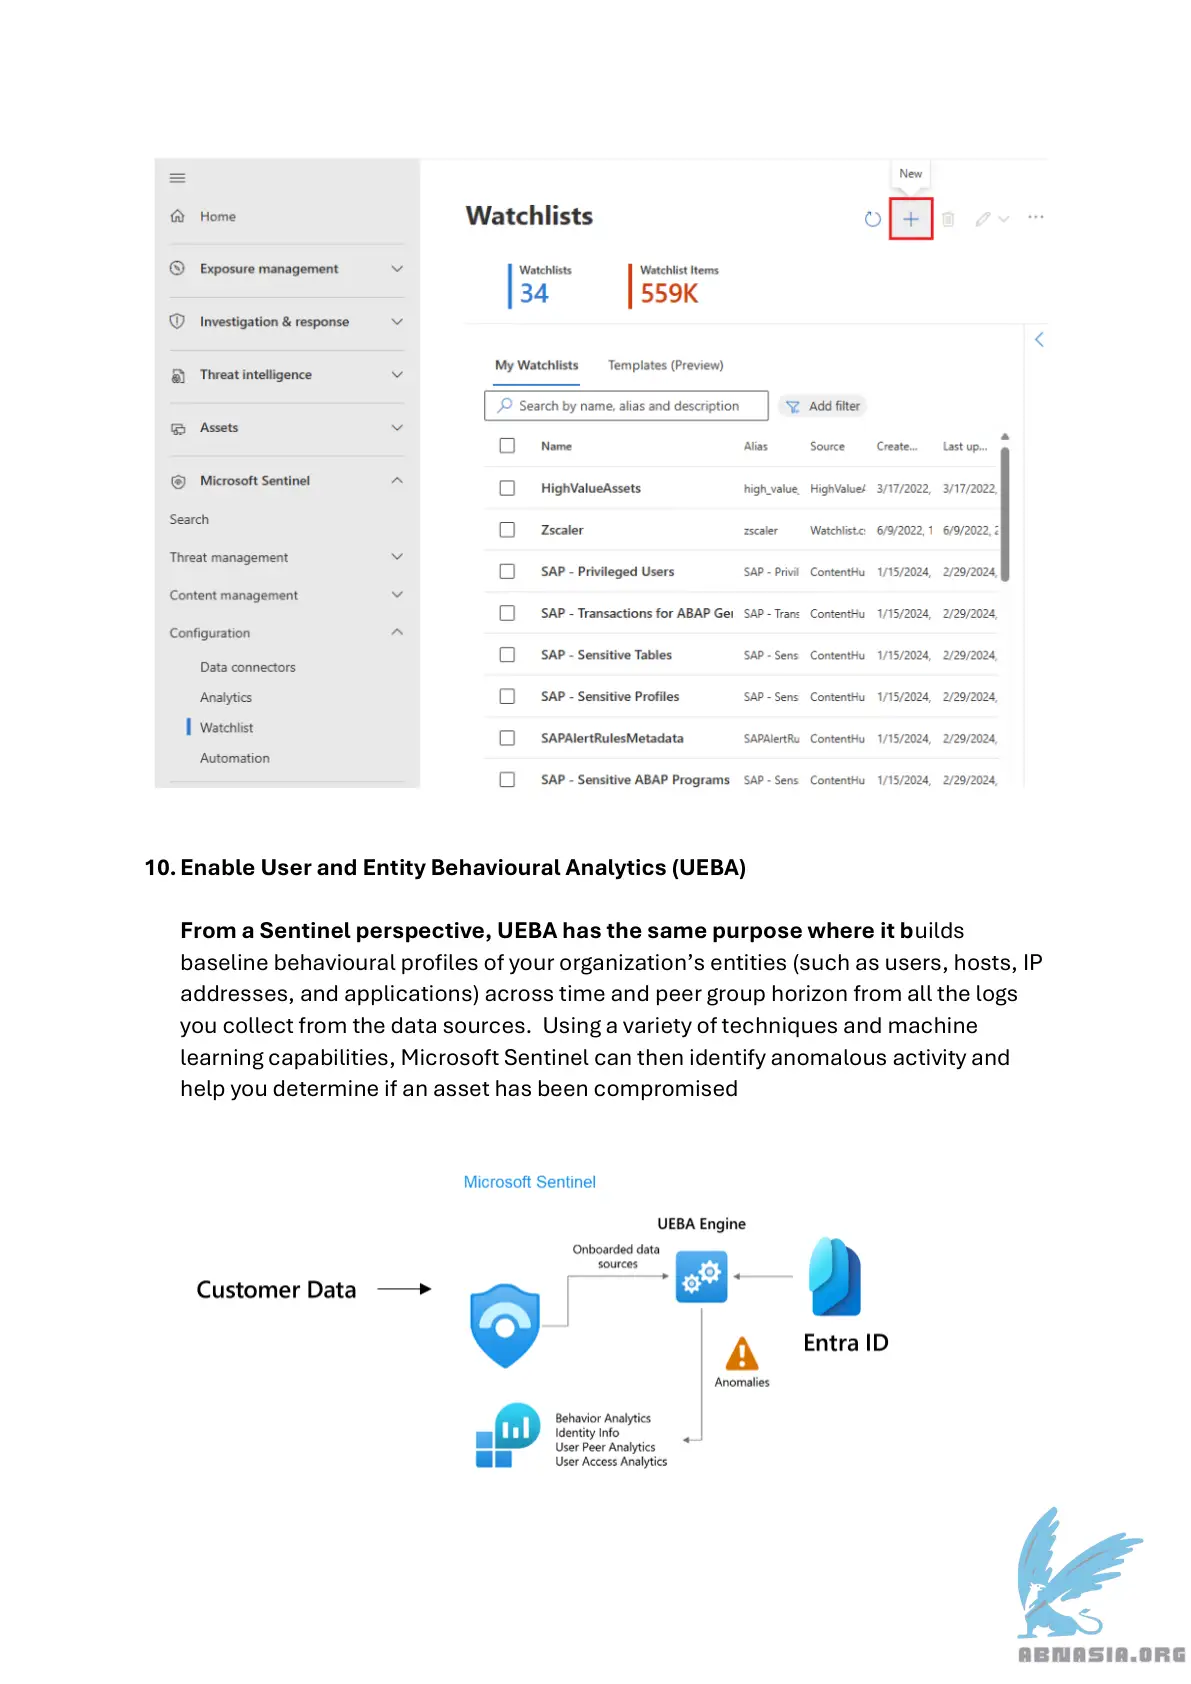 New
Home
Watchlists
Exposure management
Watchlists
34
Watchlist Items
559K
Investigation & response
Threat intelligence
My Watchlists Templates (Preview)
Search by name, alias and description Add filter
Assets
Name Alias Source Create... Last up...
Microsoft Sentinel
HighValueAssets high_value_ HighValueA 3/17/2022, 3/17/2022,
Search
Zscaler zscaler Watchlist.c 6/9/2022, 1 6/9/2022, 2
Threat management
SAP - Privileged Users SAP - Privil ContentHu 1/15/2024, 2/29/2024,
Content management
SAP - Transactions for ABAP Gen SAP - Trans ContentHu 1/15/2024, 2/29/2024,
Configuration
SAP - Sensitive Tables SAP - Sens ContentHu 1/15/2024, 2/29/2024,
Data connectors
Analytics
SAP - Sensitive Profiles SAP - Sens ContentHu 1/15/2024, 2/29/2024,
Watchlist
SAPAlertRulesMetadata SAPAlertRu ContentHu 1/15/2024, 2/29/2024,
Automation
SAP - Sensitive ABAP Programs SAP - Sens ContentHu 1/15/2024, 2/29/2024,
10. Enable User and Entity Behavioural Analytics (UEBA)
From a Sentinel perspective, UEBA has the same purpose where it builds
baseline behavioural profiles of your organization’s entities (such as users, hosts, IP
addresses, and applications) across time and peer group horizon from all the logs
you collect from the data sources. Using a variety of techniques and machine
learning capabilities, Microsoft Sentinel can then identify anomalous activity and
help you determine if an asset has been compromised
Microsoft Sentinel
UEBA Engine
Onboarded data
sources
Customer Data
Entra ID
Anomalies
Behavior Analytics
Identity Info
User Peer Analytics
User Access Analytics
ABNASIA.ORG